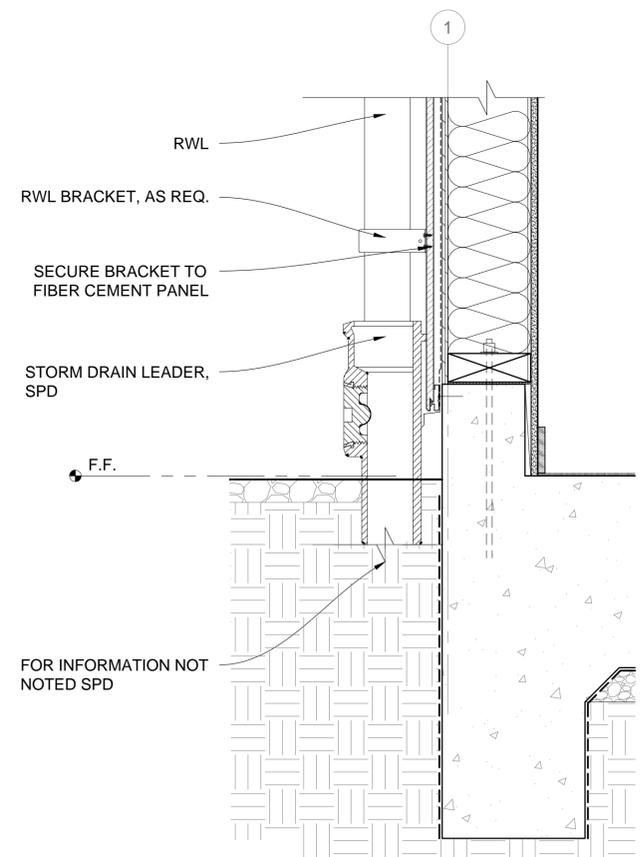 1
RWL
RWL BRACKET, AS REQ.
SECURE BRACKET TO
FIBER CEMENT PANEL
STORM DRAIN LEADER,
SPD
F.F.
FOR INFORMATION NOT
NOTED SPD